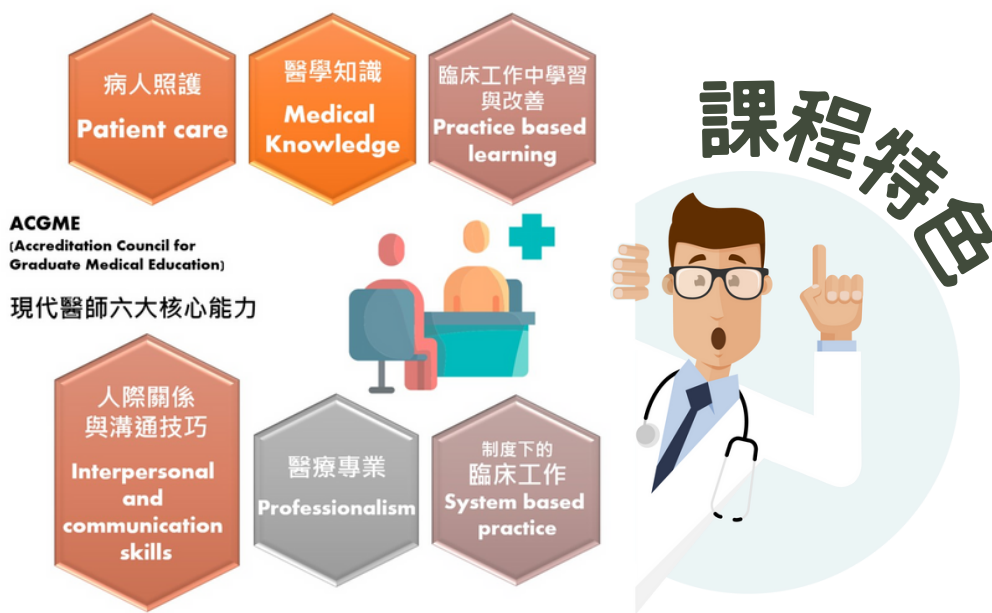 病人照護
Patient care
醫學知識
Medical
Knowledge
臨床工作中學習
與改善
Practice based
learning
課程特色
ACGME
(Accreditation Council for
Graduate Medical Education)
現代醫師六大核心能力
人際關係
與溝通技巧
Interpersonal
and
communication
skills
醫療專業
Professionalism
制度下的
臨床工作
System based
practice